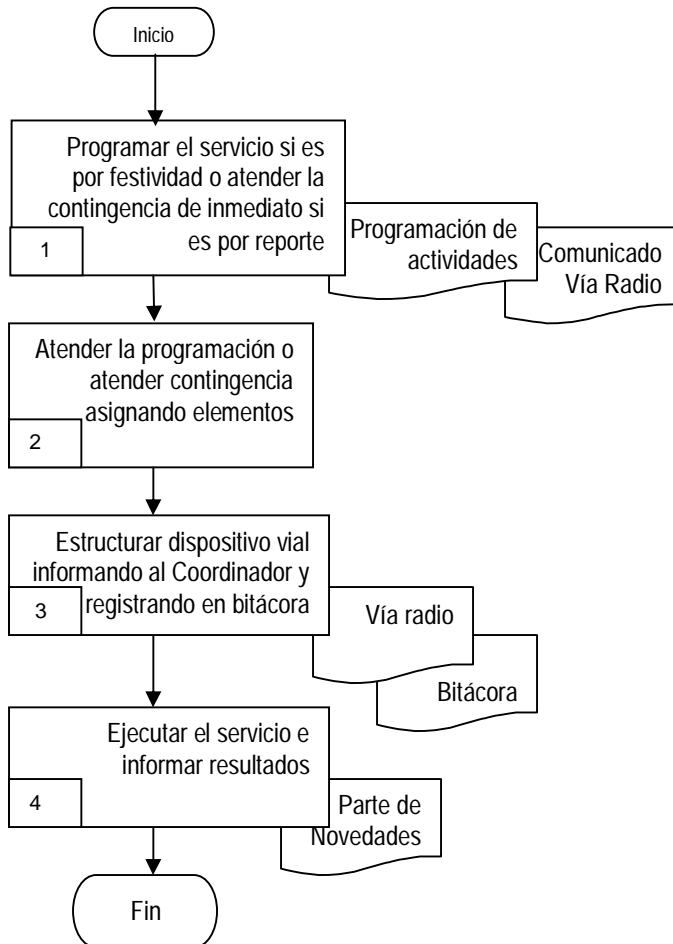 Inicio
Programar el servicio si es
por festividad o atender la
contingencia de inmediato si
es por reporte
1
Programación de
actividades
Comunicado
Vía Radio
Atender la programación o
atender contingencia
asignando elementos
2
Estructurar dispositivo vial
informando al Coordinador y
registrando en bitácora
3
Vía radio
Bitácora
Ejecutar el servicio e
informar resultados
4
Parte de
Novedades
Fin